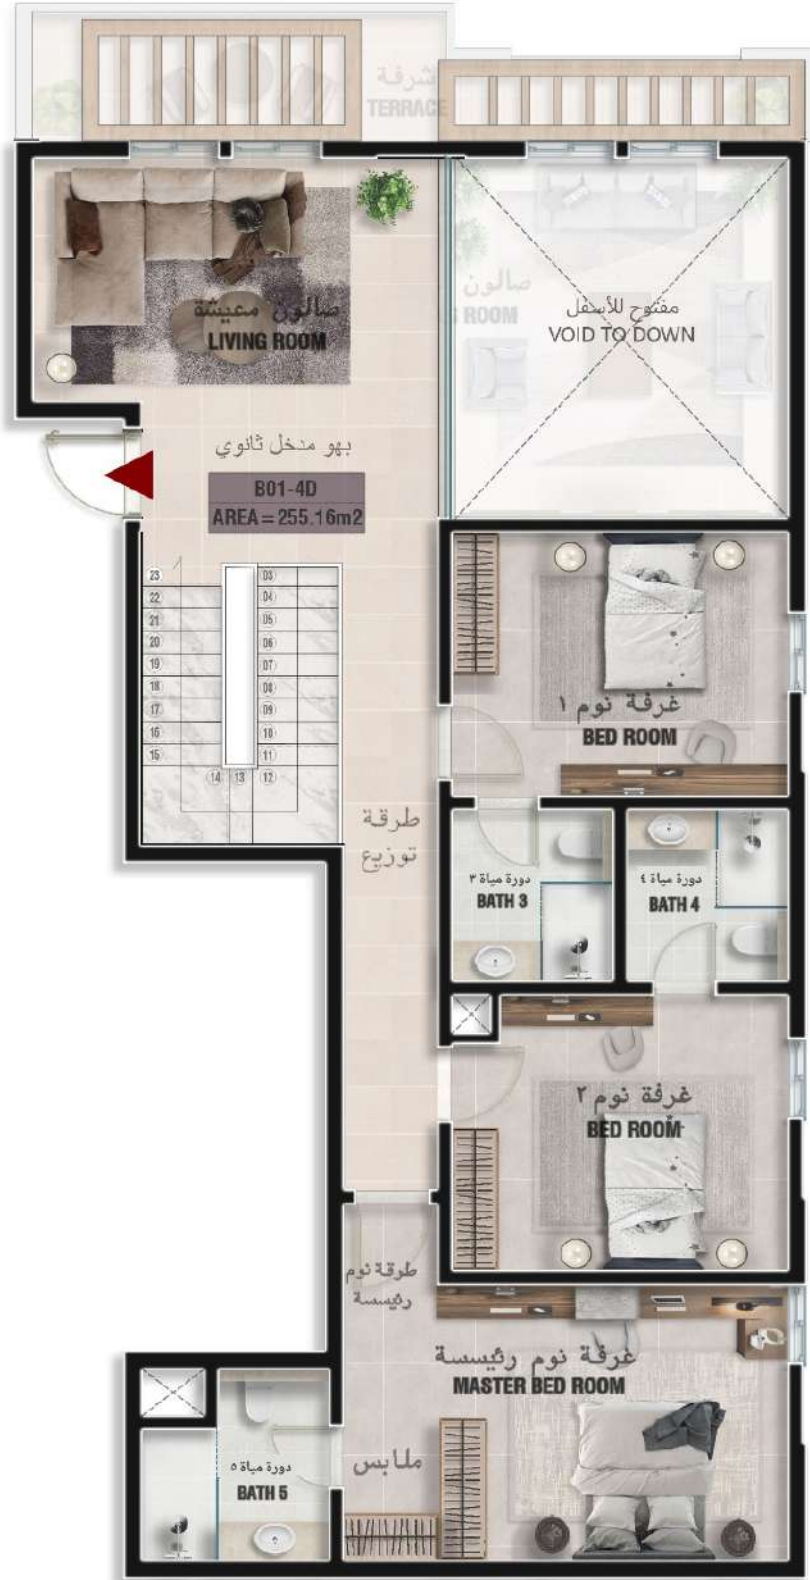 شرفة
TERRACE
صالون معيشة
LIVING ROOM
صالون
ROOM
مفتوح للأسفل
VOID TO DOWN
بهو مدخل ثانوي
B01-4D
AREA = 255.16m2
23
22
21
20
19
18
17
16
15
14
13
12
11
10
09
08
07
06
05
04
03
غرفة نوم ١
BED ROOM
طرقة
توزيع
دورة مياة ٣
BATH 3
دورة مياة ٤
BATH 4
غرفة نوم ٢
BED ROOM
طرقة نوم
رئيسسة
غرفة نوم رئيسسة
MASTER BED ROOM
ملابس
دورة مياة ٥
BATH 5